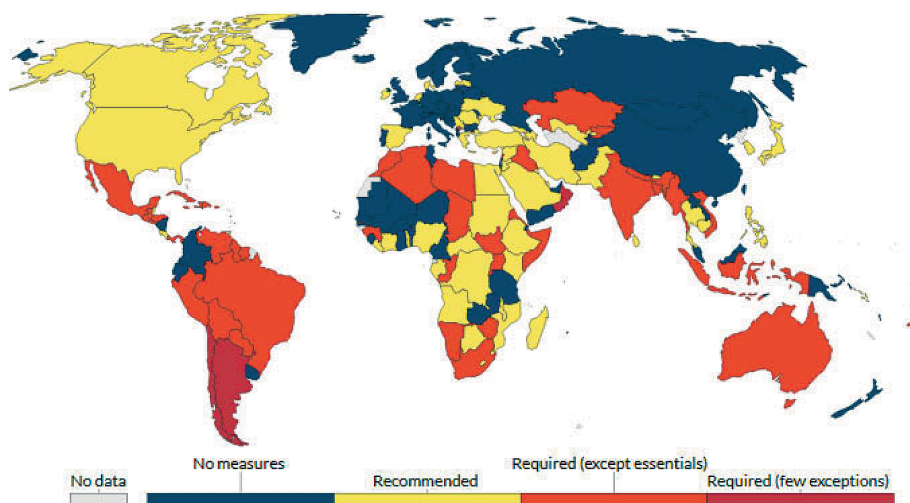 No data
No measures
Recommended
Required (except essentials)
Required (few exceptions)